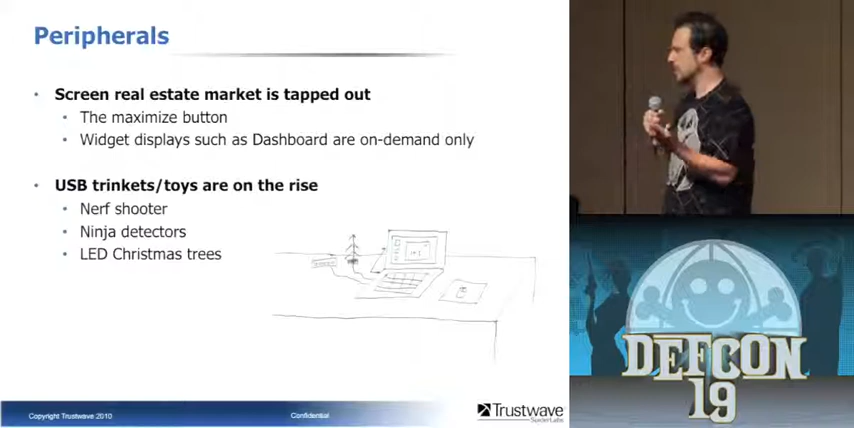 Peripherals
Screen real estate market is tapped out
The maximize button
Widget displays such as Dashboard are on-demand only
USB trinkets/toys are on the rise
Nerf shooter
Ninja detectors
LED Christmas trees
Copyright Trustwave 2010
Confidential
Trustwave
SpiderLabs
DEFCON
19